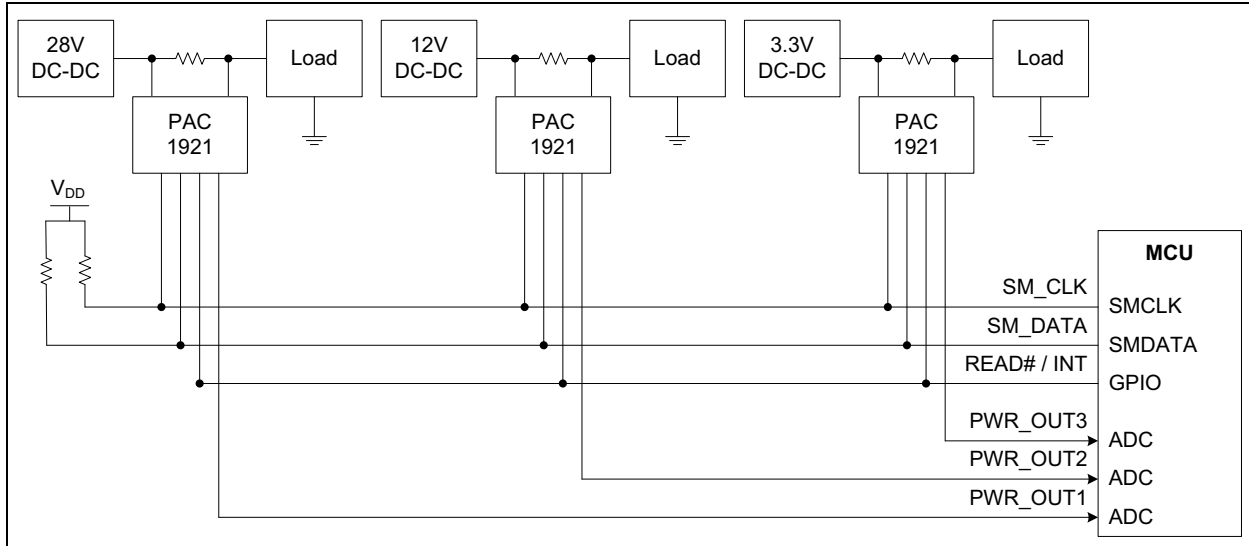 28V
DC-DC
Load
12V
DC-DC
Load
3.3V
DC-DC
Load
PAC
1921
PAC
1921
PAC
1921
VDD
MCU
SM_CLK
SMCLK
SM_DATA
SMDATA
READ# / INT
GPIO
PWR_OUT3
ADC
PWR_OUT2
ADC
PWR_OUT1
ADC